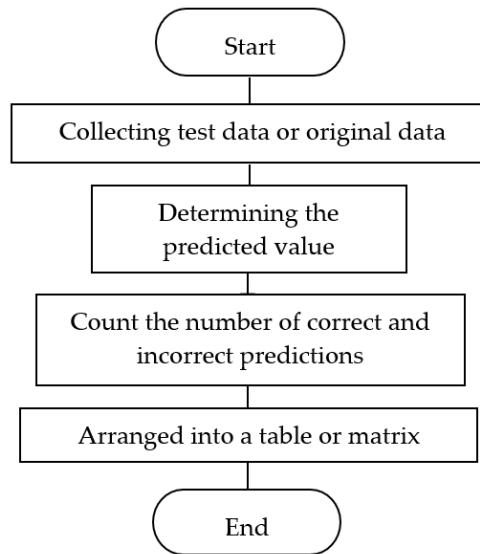 Start
Collecting test data or original data
Determining the
predicted value
Count the number of correct and
incorrect predictions
Arranged into a table or matrix
End